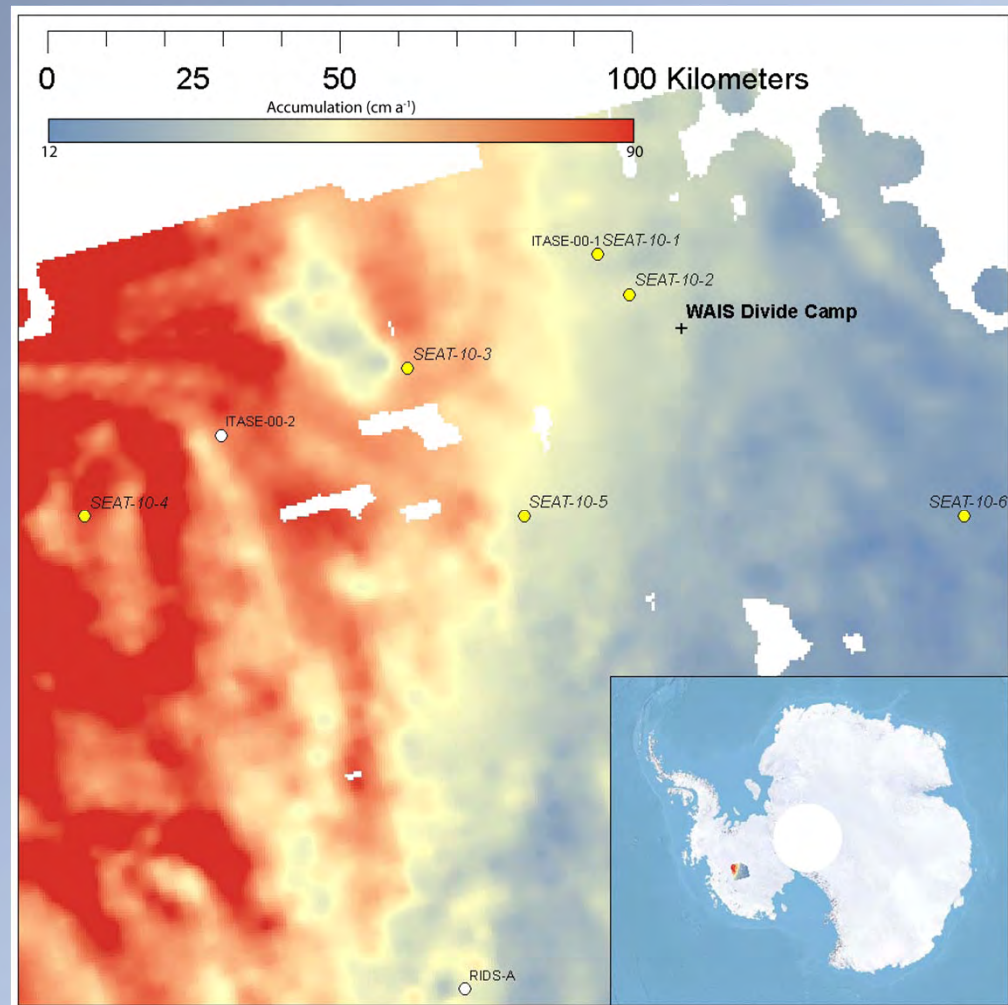 0 25 50 100 Kilometers
Accumulation (cm a⁻¹)
12 90
ITASE-00-1 SEAT-10-1
SEAT-10-2
WAIS Divide Camp
SEAT-10-3
ITASE-00-2
SEAT-10-4
SEAT-10-5
SEAT-10-6
RIDS-A